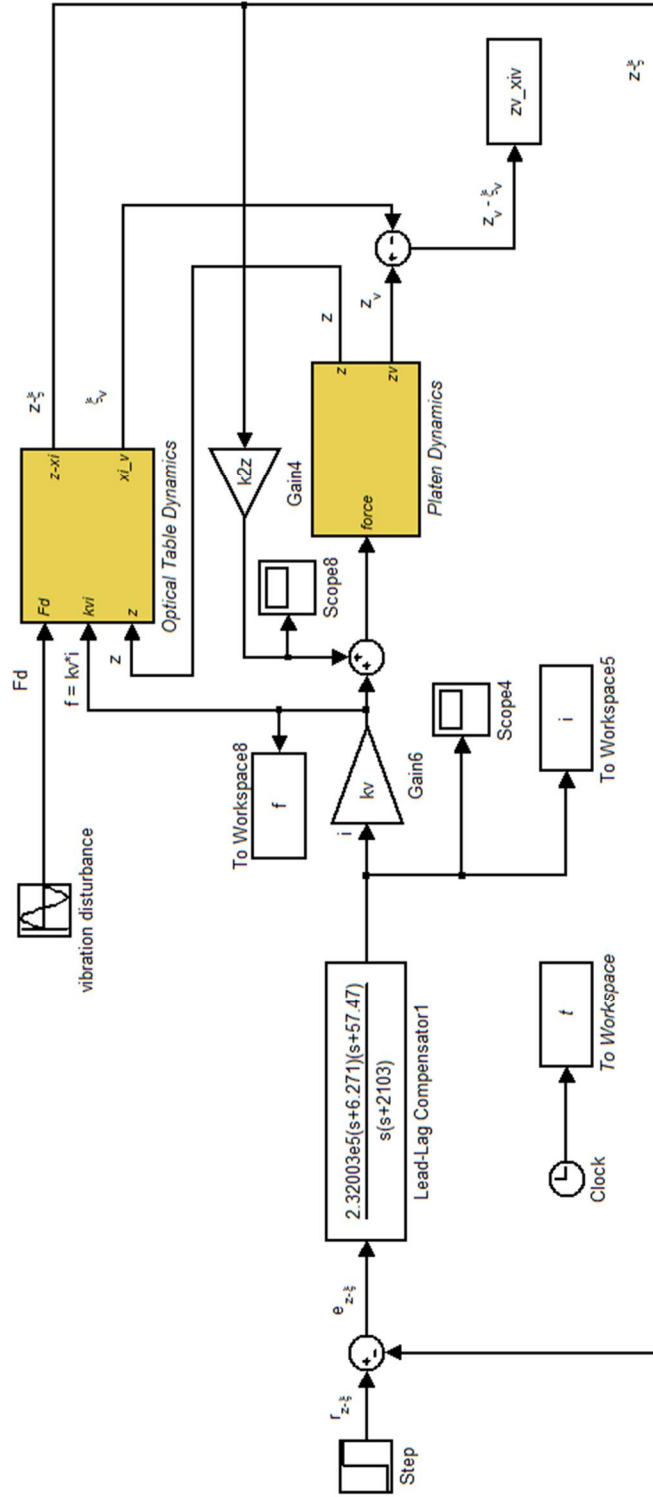 z-ξ
z-ξ
ξv
z-xi
xi_v
Fd
kvi
z
Optical Table Dynamics
Fd
f = kv*i
z
vibration disturbance
k2z
Gain4
Scope8
z
zv
zv - ξv
zv_xiv
z
zv
force
Platen Dynamics
+
+
+
-
f
To Workspace8
kv
Gain6
i
Scope4
i
To Workspace5
2.32003e5(s+6.271)(s+57.47)
s(s+2103)
Lead-Lag Compensator1
t
To Workspace
Clock
ez-ξ
+
-
rz-ξ
Step